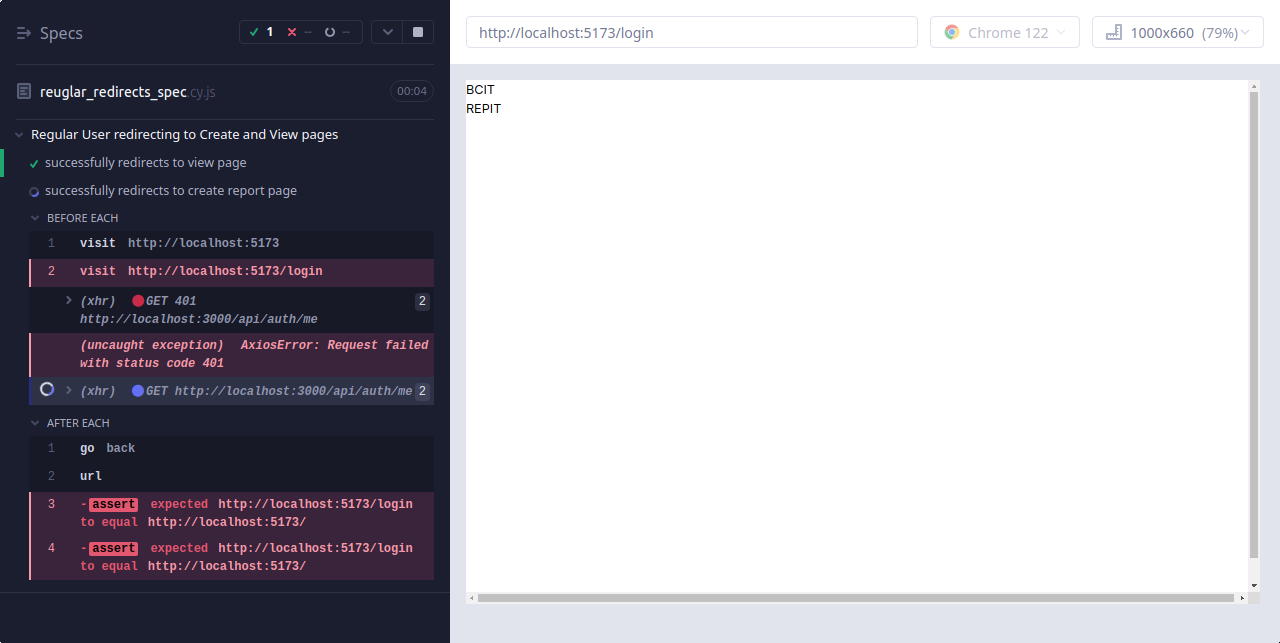 Specs
1 -- --
reuglar_redirects_spec.cy.js 00:04
Regular User redirecting to Create and View pages
successfully redirects to view page
successfully redirects to create report page
BEFORE EACH
1 visit http://localhost:5173
2 visit http://localhost:5173/login
(xhr) GET 401 2
http://localhost:3000/api/auth/me
(uncaught exception) AxiosError: Request failed
with status code 401
(xhr) GET http://localhost:3000/api/auth/me 2
AFTER EACH
1 go back
2 url
3 -assert expected http://localhost:5173/login
to equal http://localhost:5173/
4 -assert expected http://localhost:5173/login
to equal http://localhost:5173/
http://localhost:5173/login
Chrome 122
1000x660 (79%)
BCIT
REPIT